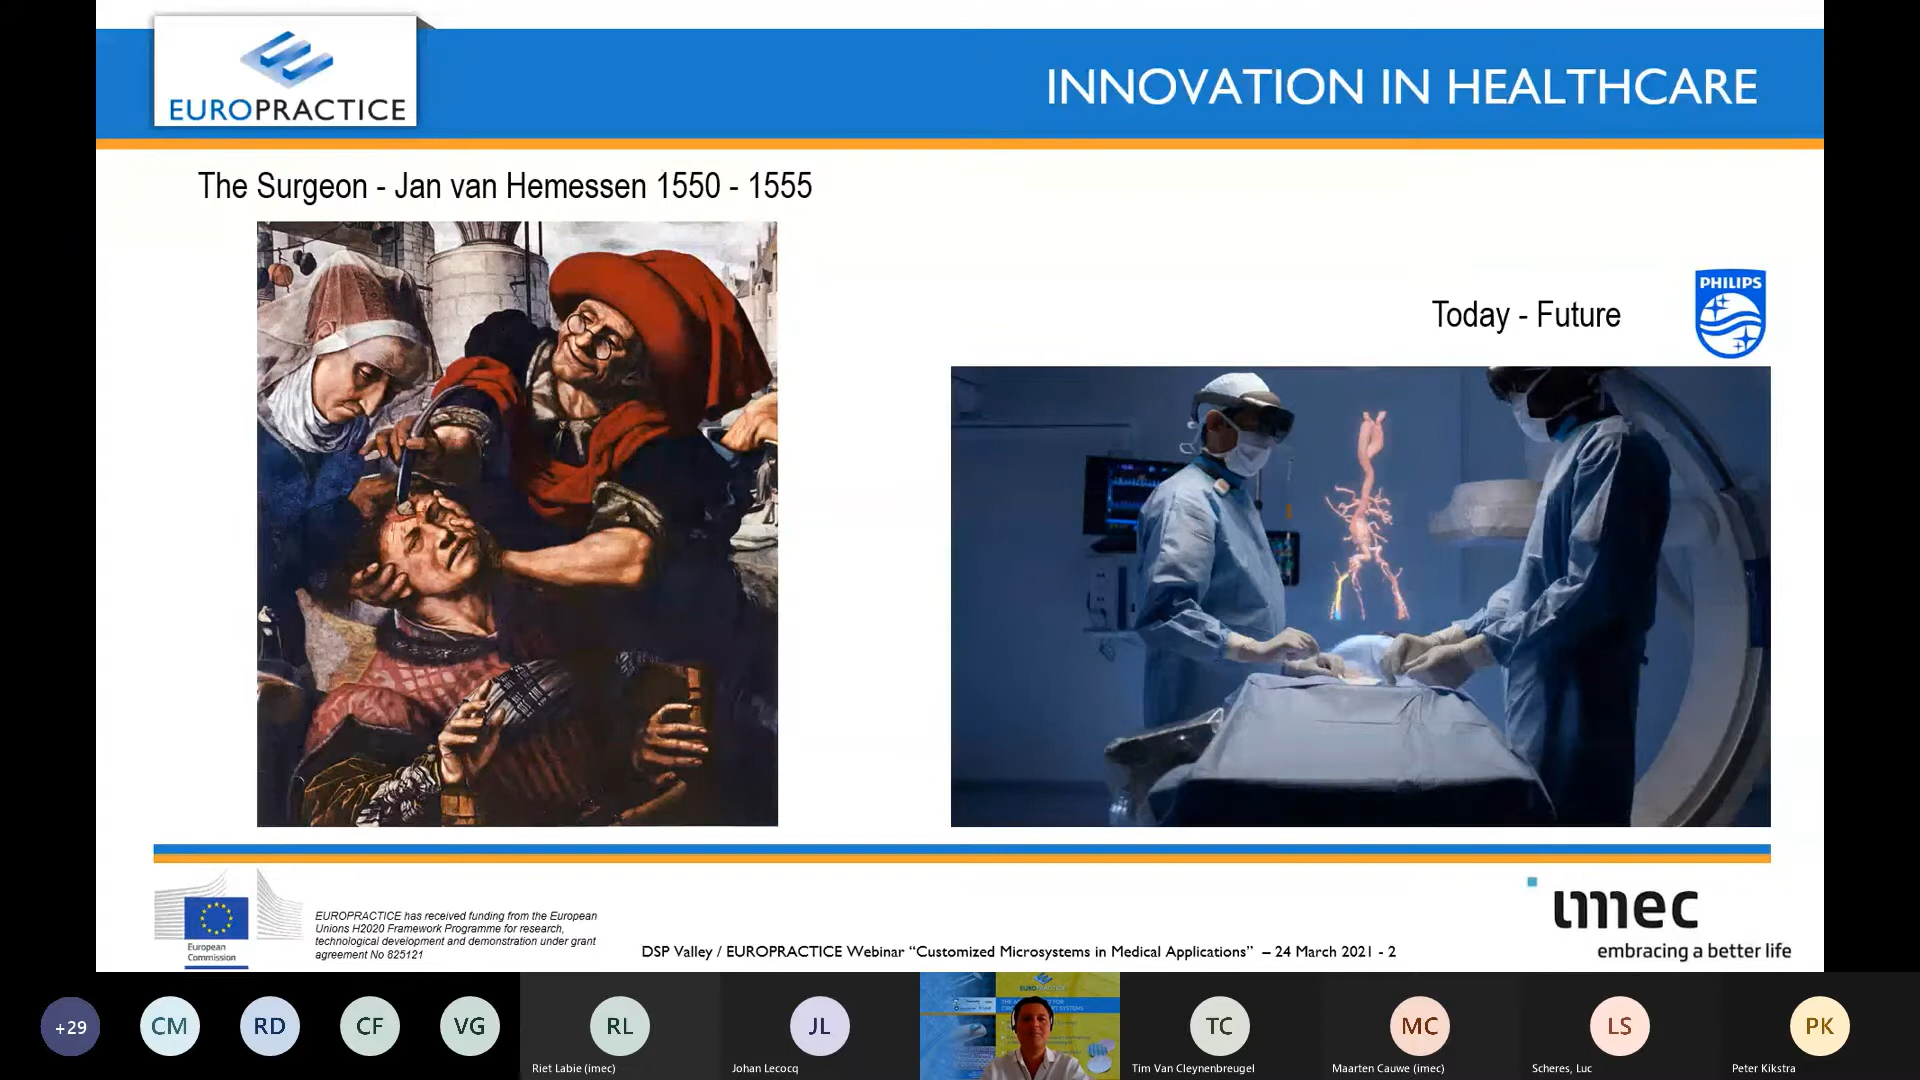 EUROPRACTICE
INNOVATION IN HEALTHCARE
The Surgeon - Jan van Hemessen 1550 - 1555
Today - Future
PHILIPS
European
Commission
EUROPRACTICE has received funding from the European
Unions H2020 Framework Programme for research,
technological development and demonstration under grant
agreement No 825121
DSP Valley / EUROPRACTICE Webinar “Customized Microsystems in Medical Applications” – 24 March 2021 - 2
imec
embracing a better life
+29
CM
RD
CF
VG
RL
Riet Labie (imec)
JL
Johan Lecocq
EUROPRACTICE
TC
Tim Van Cleynenbreugel
MC
Maarten Cauwe (imec)
LS
Scheres, Luc
PK
Peter Kikstra